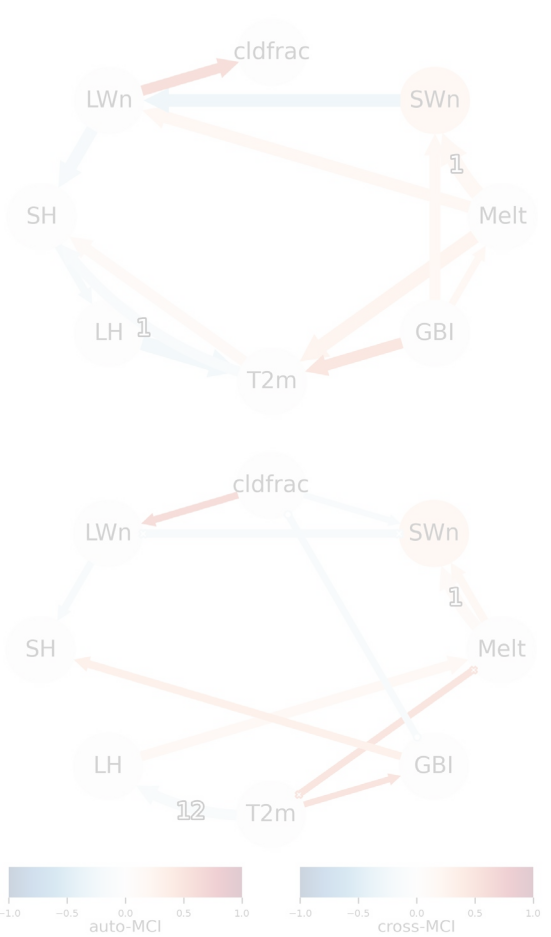 cldfrac
LWn
SWn
1
SH
Melt
LH
1
GBI
T2m
cldfrac
LWn
SWn
1
SH
Melt
LH
GBI
12
T2m
−1.0 −0.5 0.0 0.5 1.0
auto-MCI
−1.0 −0.5 0.0 0.5 1.0
cross-MCI